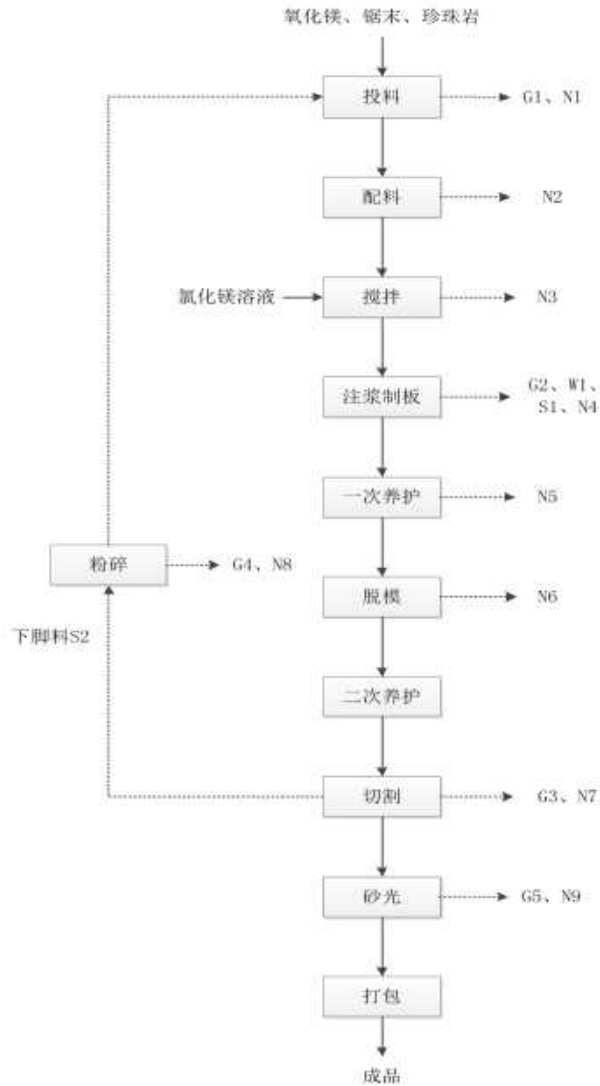 氧化镁、锯末、珍珠岩
投料
G1、N1
配料
N2
氯化镁溶液
搅拌
N3
注浆制板
G2、W1、
S1、N4
一次养护
N5
粉碎
G4、N8
脱模
N6
下脚料S2
二次养护
切割
G3、N7
砂光
G5、N9
打包
成品